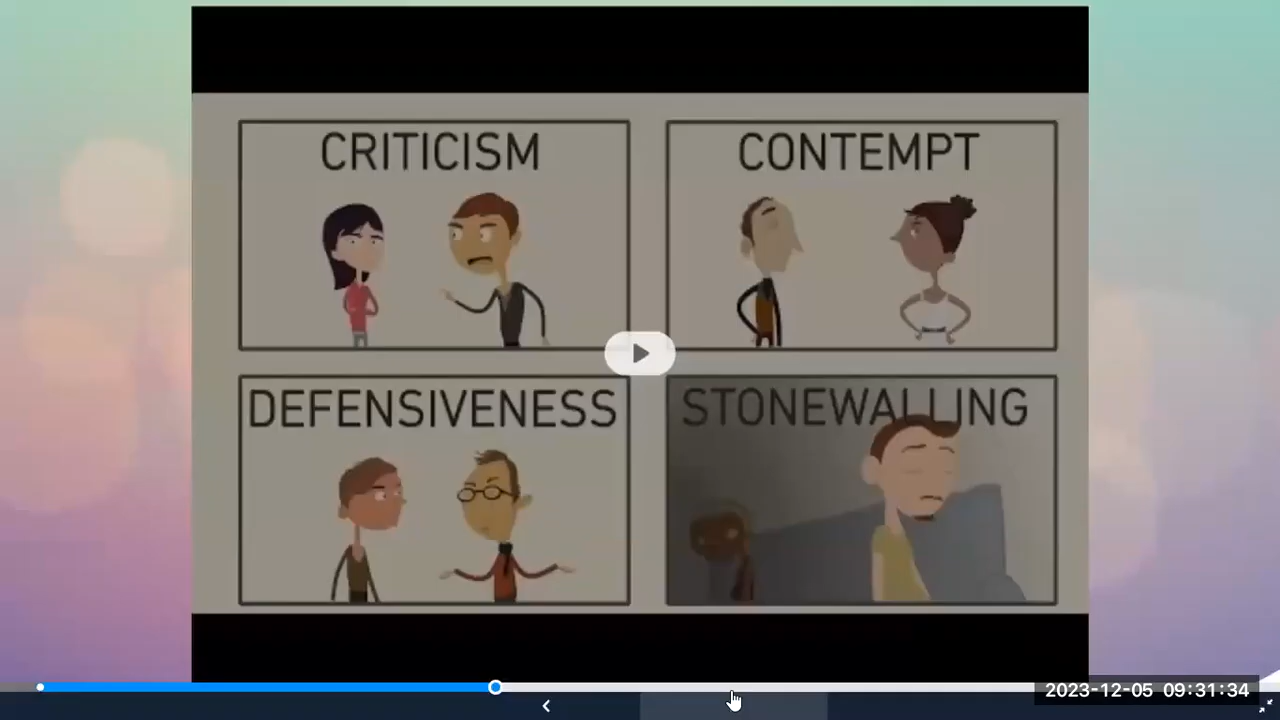 CRITICISM
CONTEMPT
DEFENSIVENESS
STONEWALLING
2023-12-05 09:31:34